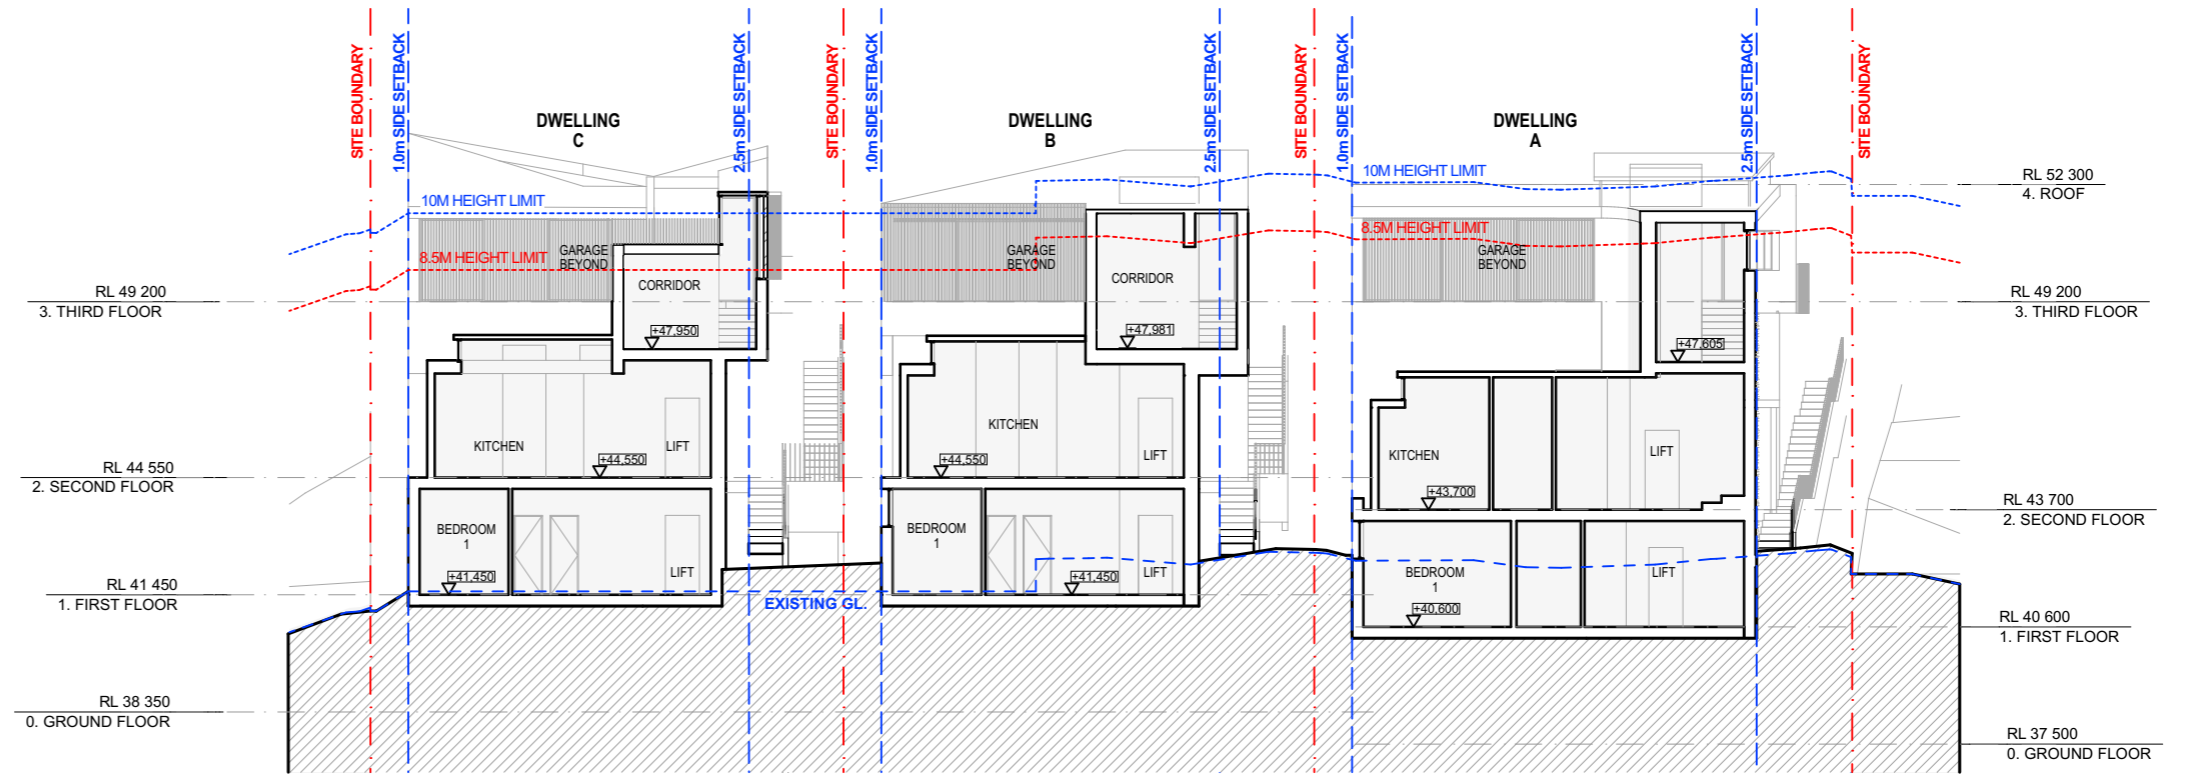 SITE BOUNDARY
1.0m SIDE SETBACK
2.5m SIDE SETBACK
SITE BOUNDARY
1.0m SIDE SETBACK
2.5m SIDE SETBACK
SITE BOUNDARY
1.0m SIDE SETBACK
2.5m SIDE SETBACK
SITE BOUNDARY
DWELLING
C
DWELLING
B
DWELLING
A
10M HEIGHT LIMIT
10M HEIGHT LIMIT
8.5M HEIGHT LIMIT
8.5M HEIGHT LIMIT
GARAGE
BEYOND
GARAGE
BEYOND
GARAGE
BEYOND
CORRIDOR
CORRIDOR
+47,950
+47,981
+47,605
KITCHEN
LIFT
+44,550
KITCHEN
LIFT
+44,550
KITCHEN
LIFT
+43,700
BEDROOM
1
LIFT
+41,450
BEDROOM
1
LIFT
+41,450
BEDROOM
1
LIFT
+40,600
EXISTING GL.
RL 49 200
3. THIRD FLOOR
RL 44 550
2. SECOND FLOOR
RL 41 450
1. FIRST FLOOR
RL 38 350
0. GROUND FLOOR
RL 52 300
4. ROOF
RL 49 200
3. THIRD FLOOR
RL 43 700
2. SECOND FLOOR
RL 40 600
1. FIRST FLOOR
RL 37 500
0. GROUND FLOOR